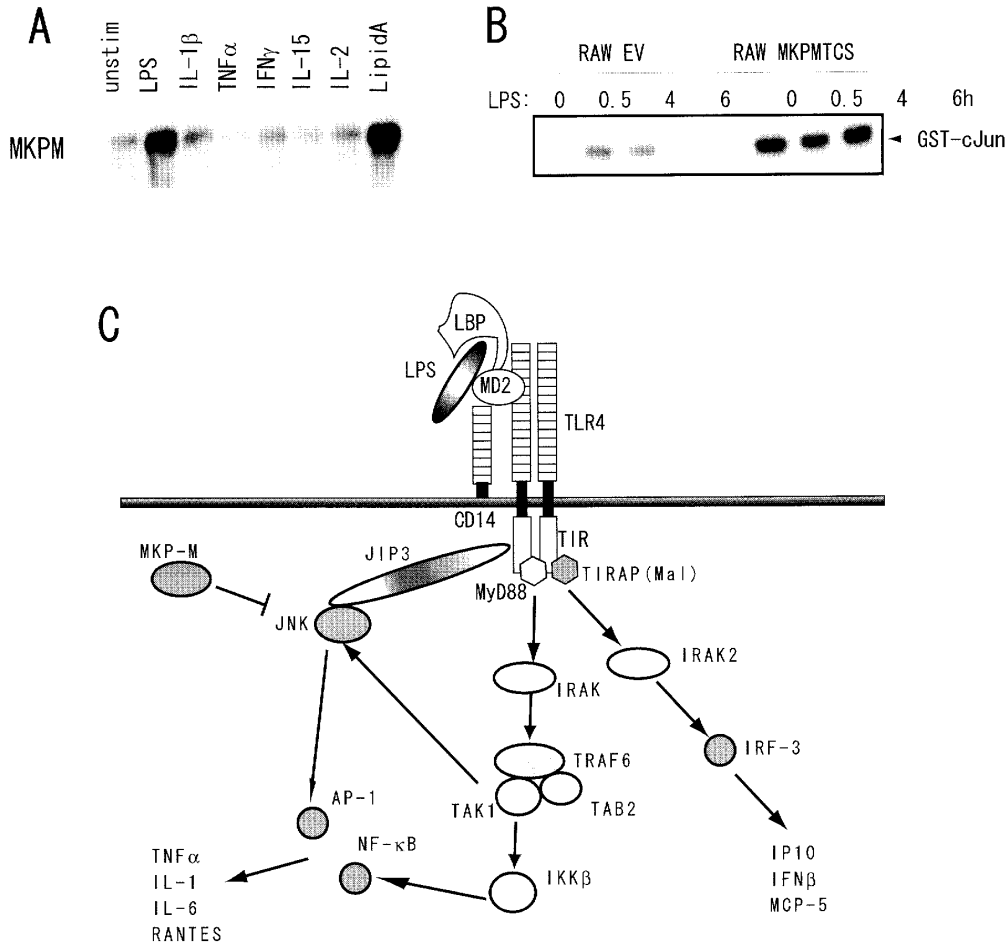 A
unstim
LPS
IL-1β
TNFα
IFNγ
IL-15
IL-2
LipidA
MKPM
B
RAW EV RAW MKPMTCS
LPS: 0 0.5 4 6 0 0.5 4 6h
GST-cJun
C
LBP
LPS
MD2
TLR4
CD14
TIR
MKP-M
JIP3
TIRAP(Mal)
MyD88
JNK
IRAK2
IRAK
IRF-3
TRAF6
AP-1
TAK1
TAB2
NF-κB
TNFα
IL-1
IL-6
RANTES
IKKβ
IP10
IFNβ
MCP-5